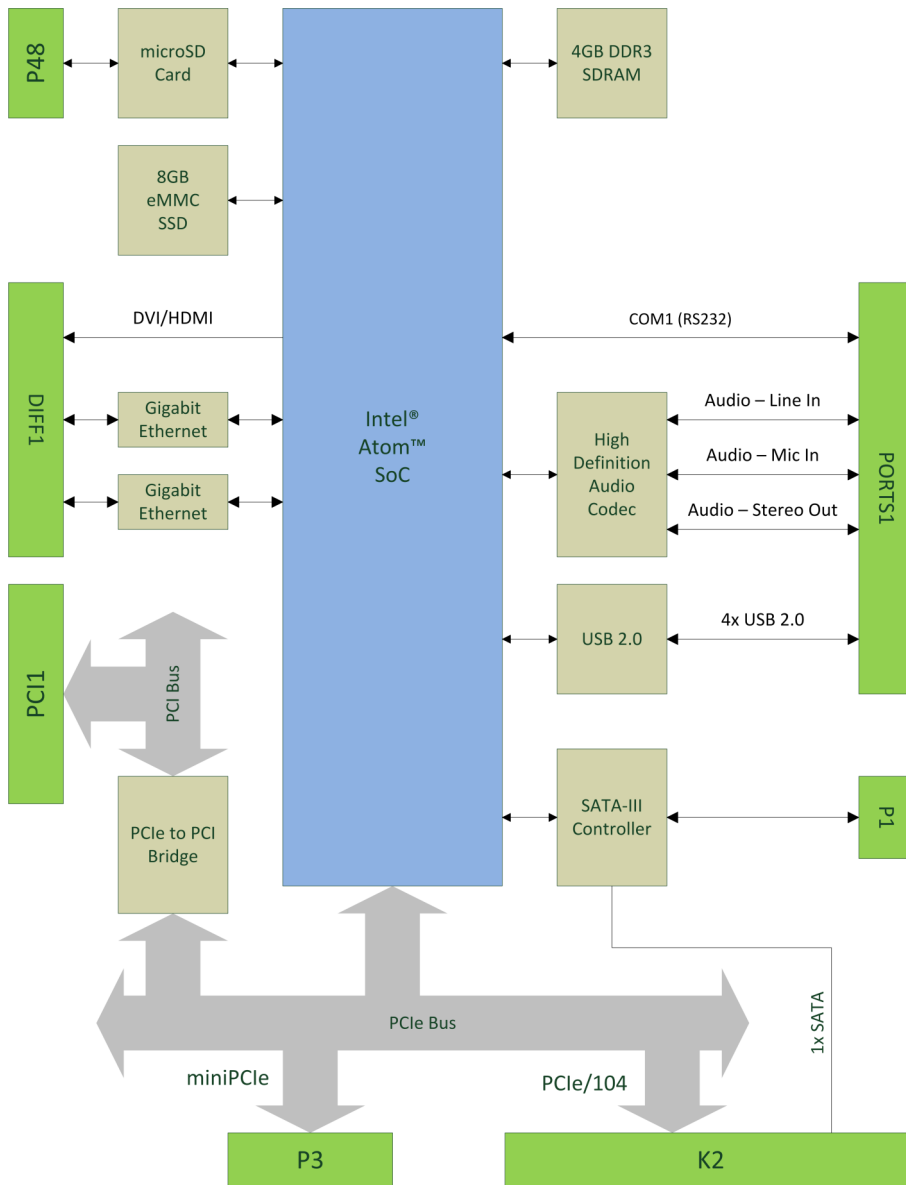 P48
microSD
Card
4GB DDR3
SDRAM
8GB
eMMC
SSD
DIFF1
DVI/HDMI
Gigabit
Ethernet
Gigabit
Ethernet
Intel®
Atom™
SoC
COM1 (RS232)
High
Definition
Audio
Codec
Audio – Line In
Audio – Mic In
Audio – Stereo Out
PORTS1
USB 2.0
4x USB 2.0
PCI1
PCI Bus
PCIe to PCI
Bridge
SATA-III
Controller
P1
PCIe Bus
1x SATA
miniPCIe
PCIe/104
P3
K2